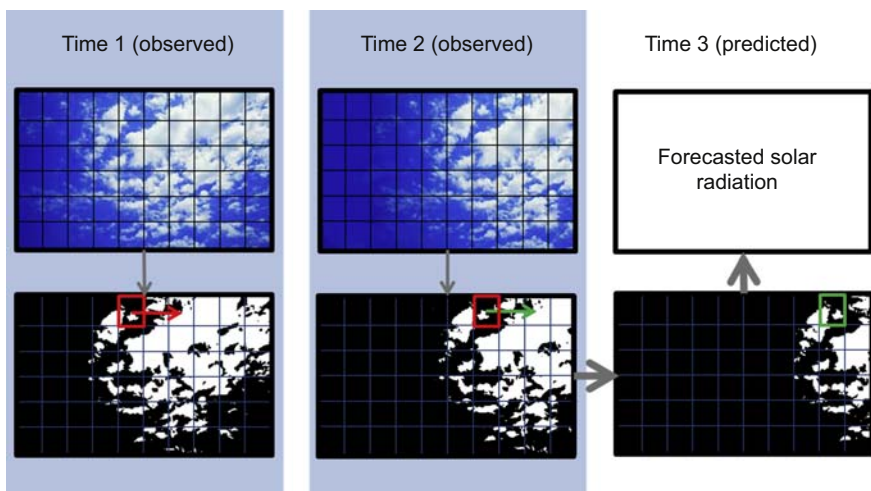 Time 1 (observed)
Time 2 (observed)
Time 3 (predicted)
Forecasted solar
radiation